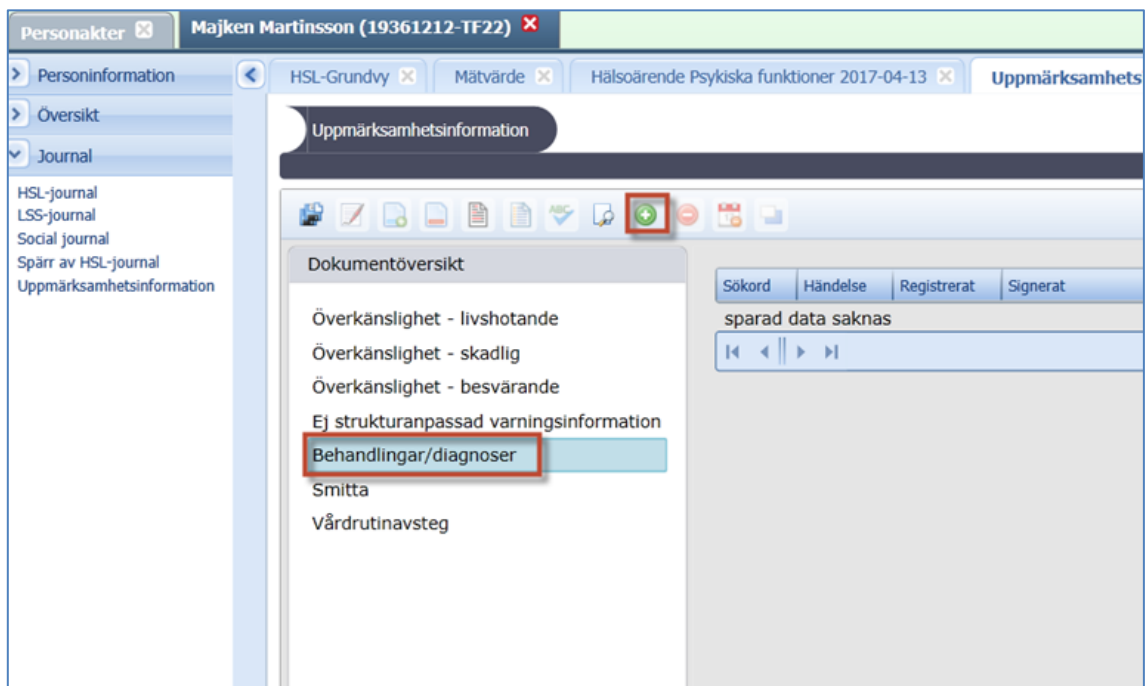 Personakter
Majken Martinsson (19361212-TF22)
Personinformation
Översikt
Journal
HSL-journal
LSS-journal
Social journal
Spärr av HSL-journal
Uppmärksamhetsinformation
HSL-Grundvy
Mätvärde
Hälsoärende Psykiska funktioner 2017-04-13
Uppmärksamhets
Uppmärksamhetsinformation
ABC
Dokumentöversikt
Överkänslighet - livshotande
Överkänslighet - skadlig
Överkänslighet - besvärande
Ej strukturanpassad varningsinformation
Behandlingar/diagnoser
Smitta
Vårdrutinavsteg
Sökord Händelse Registrerat Signerat
sparad data saknas